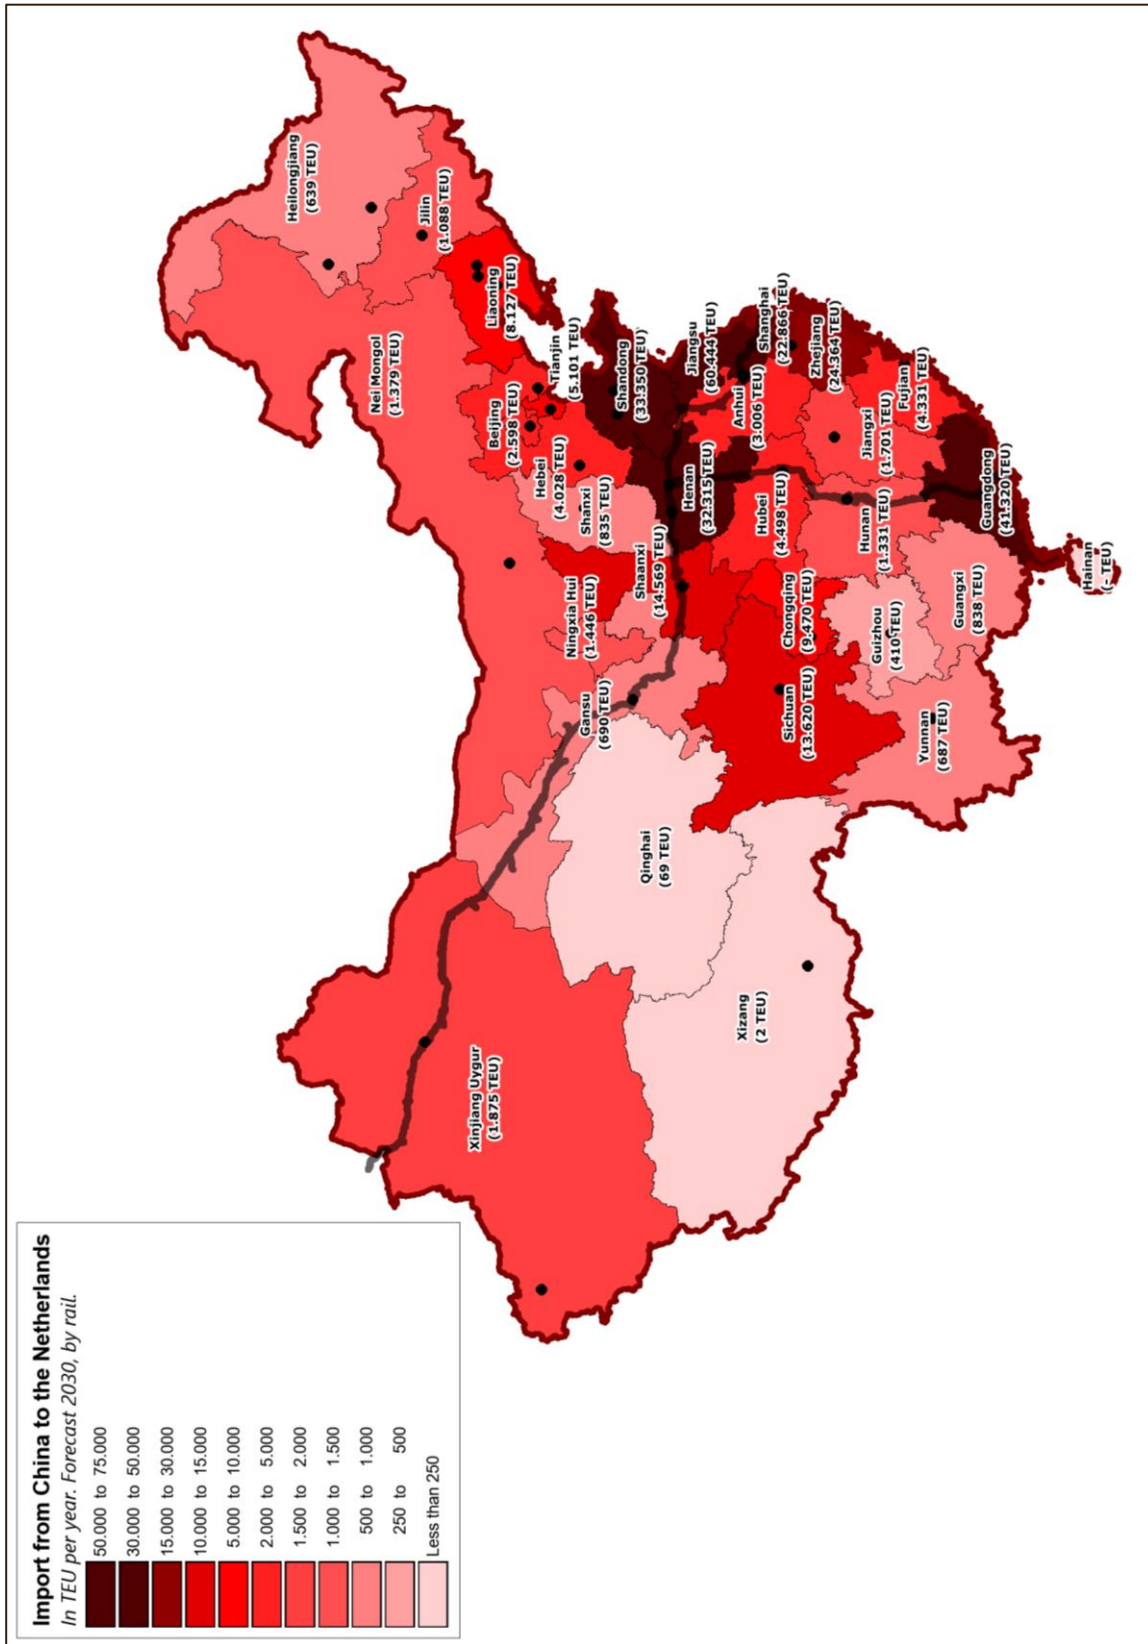 Import from China to the Netherlands
In TEU per year. Forecast 2030, by rail.
50.000 to 75.000
30.000 to 50.000
15.000 to 30.000
10.000 to 15.000
5.000 to 10.000
2.000 to 5.000
1.500 to 2.000
1.000 to 1.500
500 to 1.000
250 to 500
Less than 250
Heilongjiang
(639 TEU)
Jilin
(1.088 TEU)
Nei Mongol
(1.379 TEU)
Liaoning
(8.127 TEU)
Beijing
(2.598 TEU)
Tianjin
(5.101 TEU)
Hebei
(4.028 TEU)
Shanxi
(835 TEU)
Shandong
(33.350 TEU)
Xinjiang Uygur
(1.875 TEU)
Gansu
(690 TEU)
Ningxia Hui
(1.446 TEU)
Shaanxi
(14.569 TEU)
Henan
(32.315 TEU)
Jiangsu
(60.444 TEU)
Qinghai
(69 TEU)
Anhui
(3.006 TEU)
Shanghai
(22.866 TEU)
Xizang
(2 TEU)
Sichuan
(13.620 TEU)
Chongqing
(9.470 TEU)
Hubei
(4.498 TEU)
Zhejiang
(24.364 TEU)
Hunan
(1.331 TEU)
Jiangxi
(1.701 TEU)
Fujian
(4.331 TEU)
Guizhou
(410 TEU)
Yunnan
(687 TEU)
Guangxi
(838 TEU)
Guangdong
(41.320 TEU)
Hainan
(- TEU)